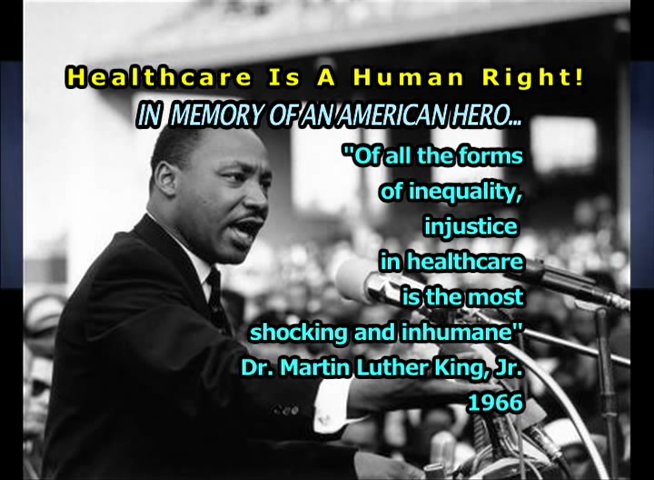 Healthcare Is A Human Right!
IN MEMORY OF AN AMERICAN HERO...
"Of all the forms
of inequality,
injustice
in healthcare
is the most
shocking and inhumane"
Dr. Martin Luther King, Jr.
1966